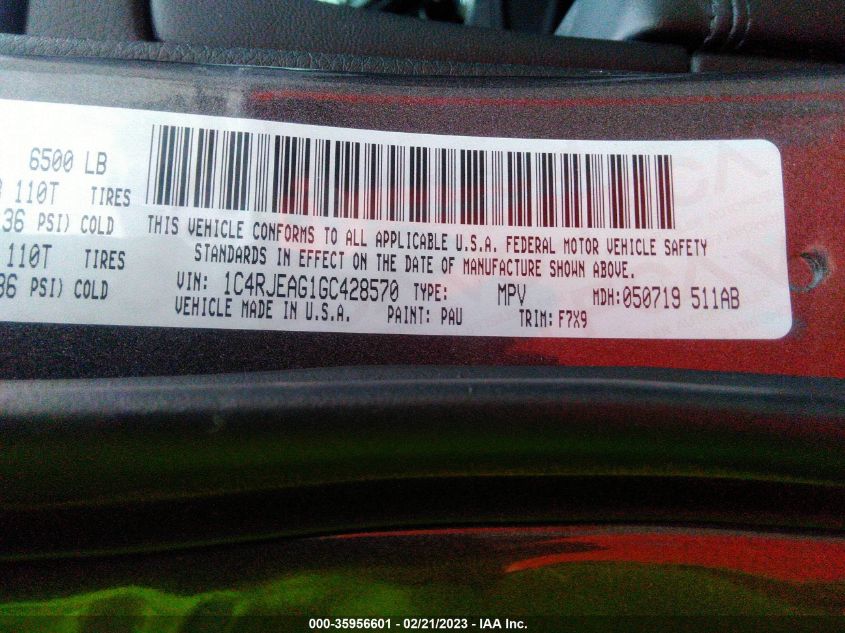 6500 LB
110T TIRES
36 PSI) COLD
110T TIRES
36 PSI) COLD
THIS VEHICLE CONFORMS TO ALL APPLICABLE U.S.A. FEDERAL MOTOR VEHICLE SAFETY
STANDARDS IN EFFECT ON THE DATE OF MANUFACTURE SHOWN ABOVE.
VIN: 1C4RJEAG1GC428570 TYPE: MPV MDH:050719 511AB
VEHICLE MADE IN U.S.A. PAINT: PAU TRIM: F7X9
000-35956601 - 02/21/2023 - IAA Inc.